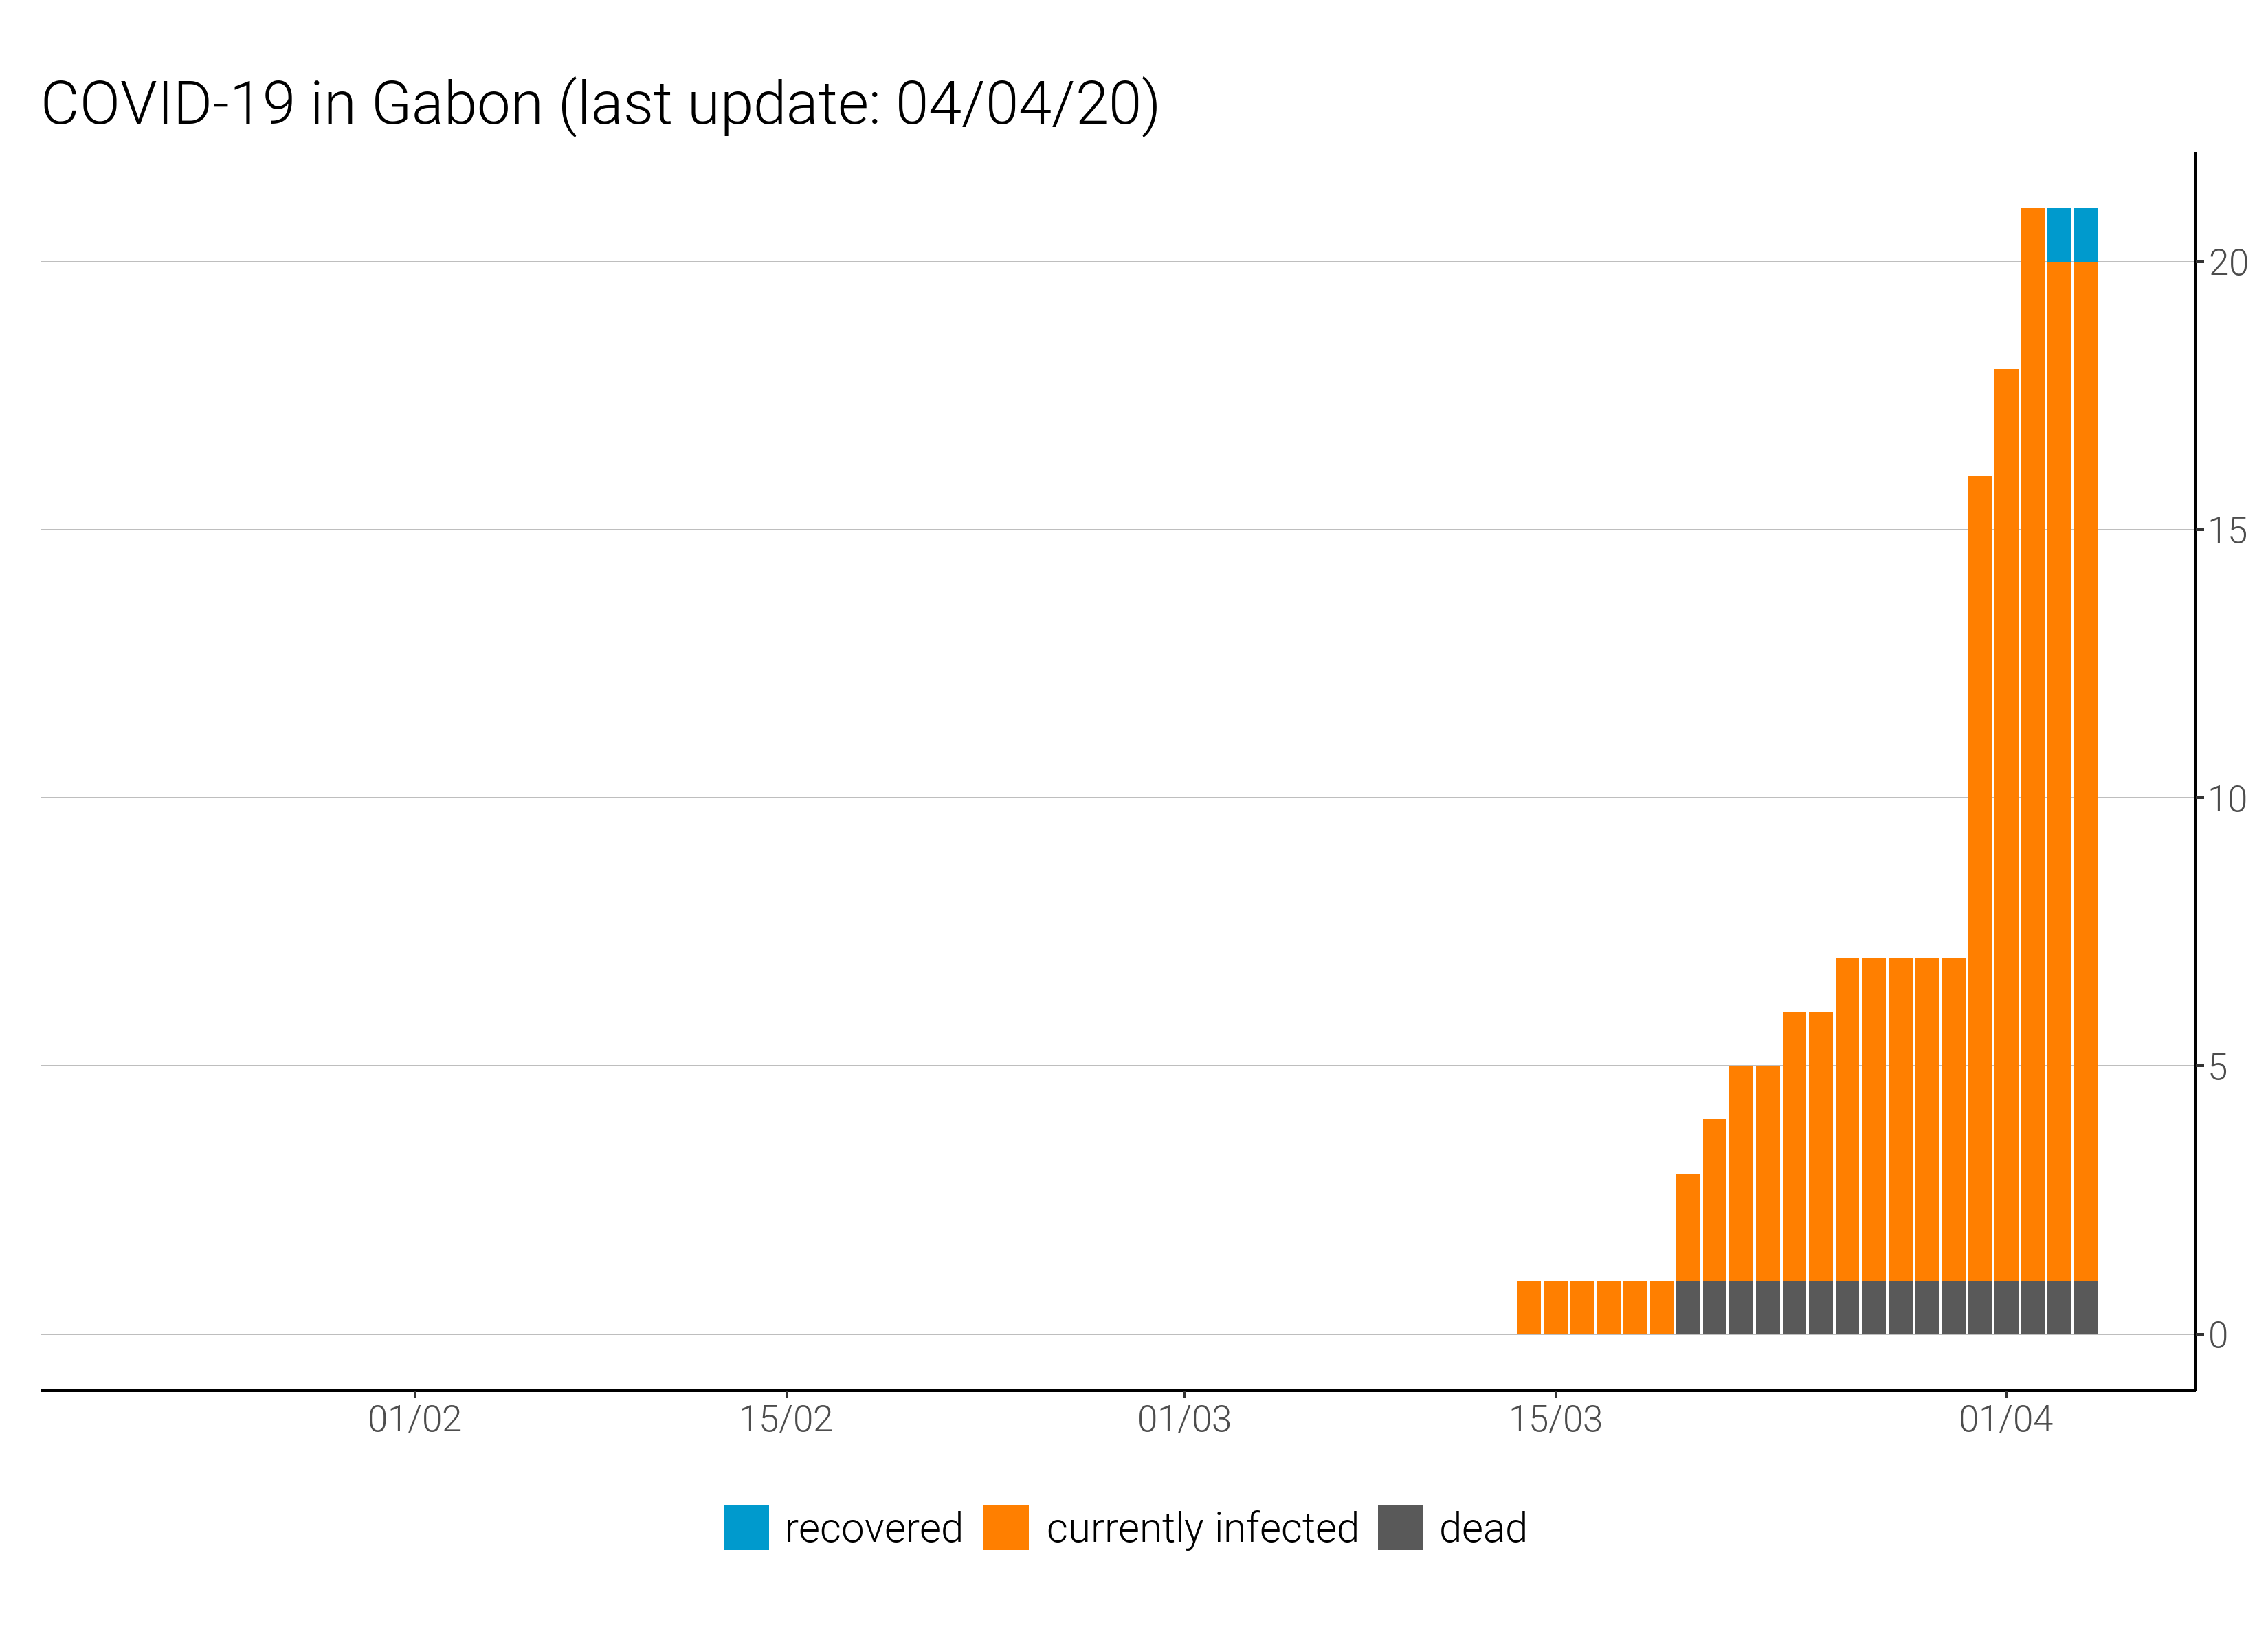 COVID-19 in Gabon (last update: 04/04/20)
20
15
10
5
0
01/02 15/02 01/03 15/03 01/04
recovered currently infected dead